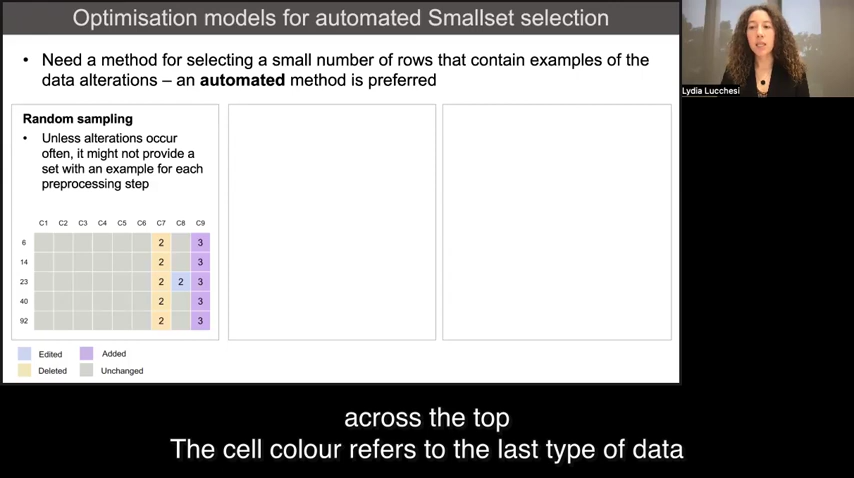 Optimisation models for automated Smallset selection
• Need a method for selecting a small number of rows that contain examples of the
data alterations – an automated method is preferred
Random sampling
• Unless alterations occur
often, it might not provide a
set with an example for each
preprocessing step
C1 C2 C3 C4 C5 C6 C7 C8 C9
6 2 3
14 2 3
23 2 2 3
40 2 3
92 2 3
Edited Added
Deleted Unchanged
Lydia Lucchesi
across the top
The cell colour refers to the last type of data